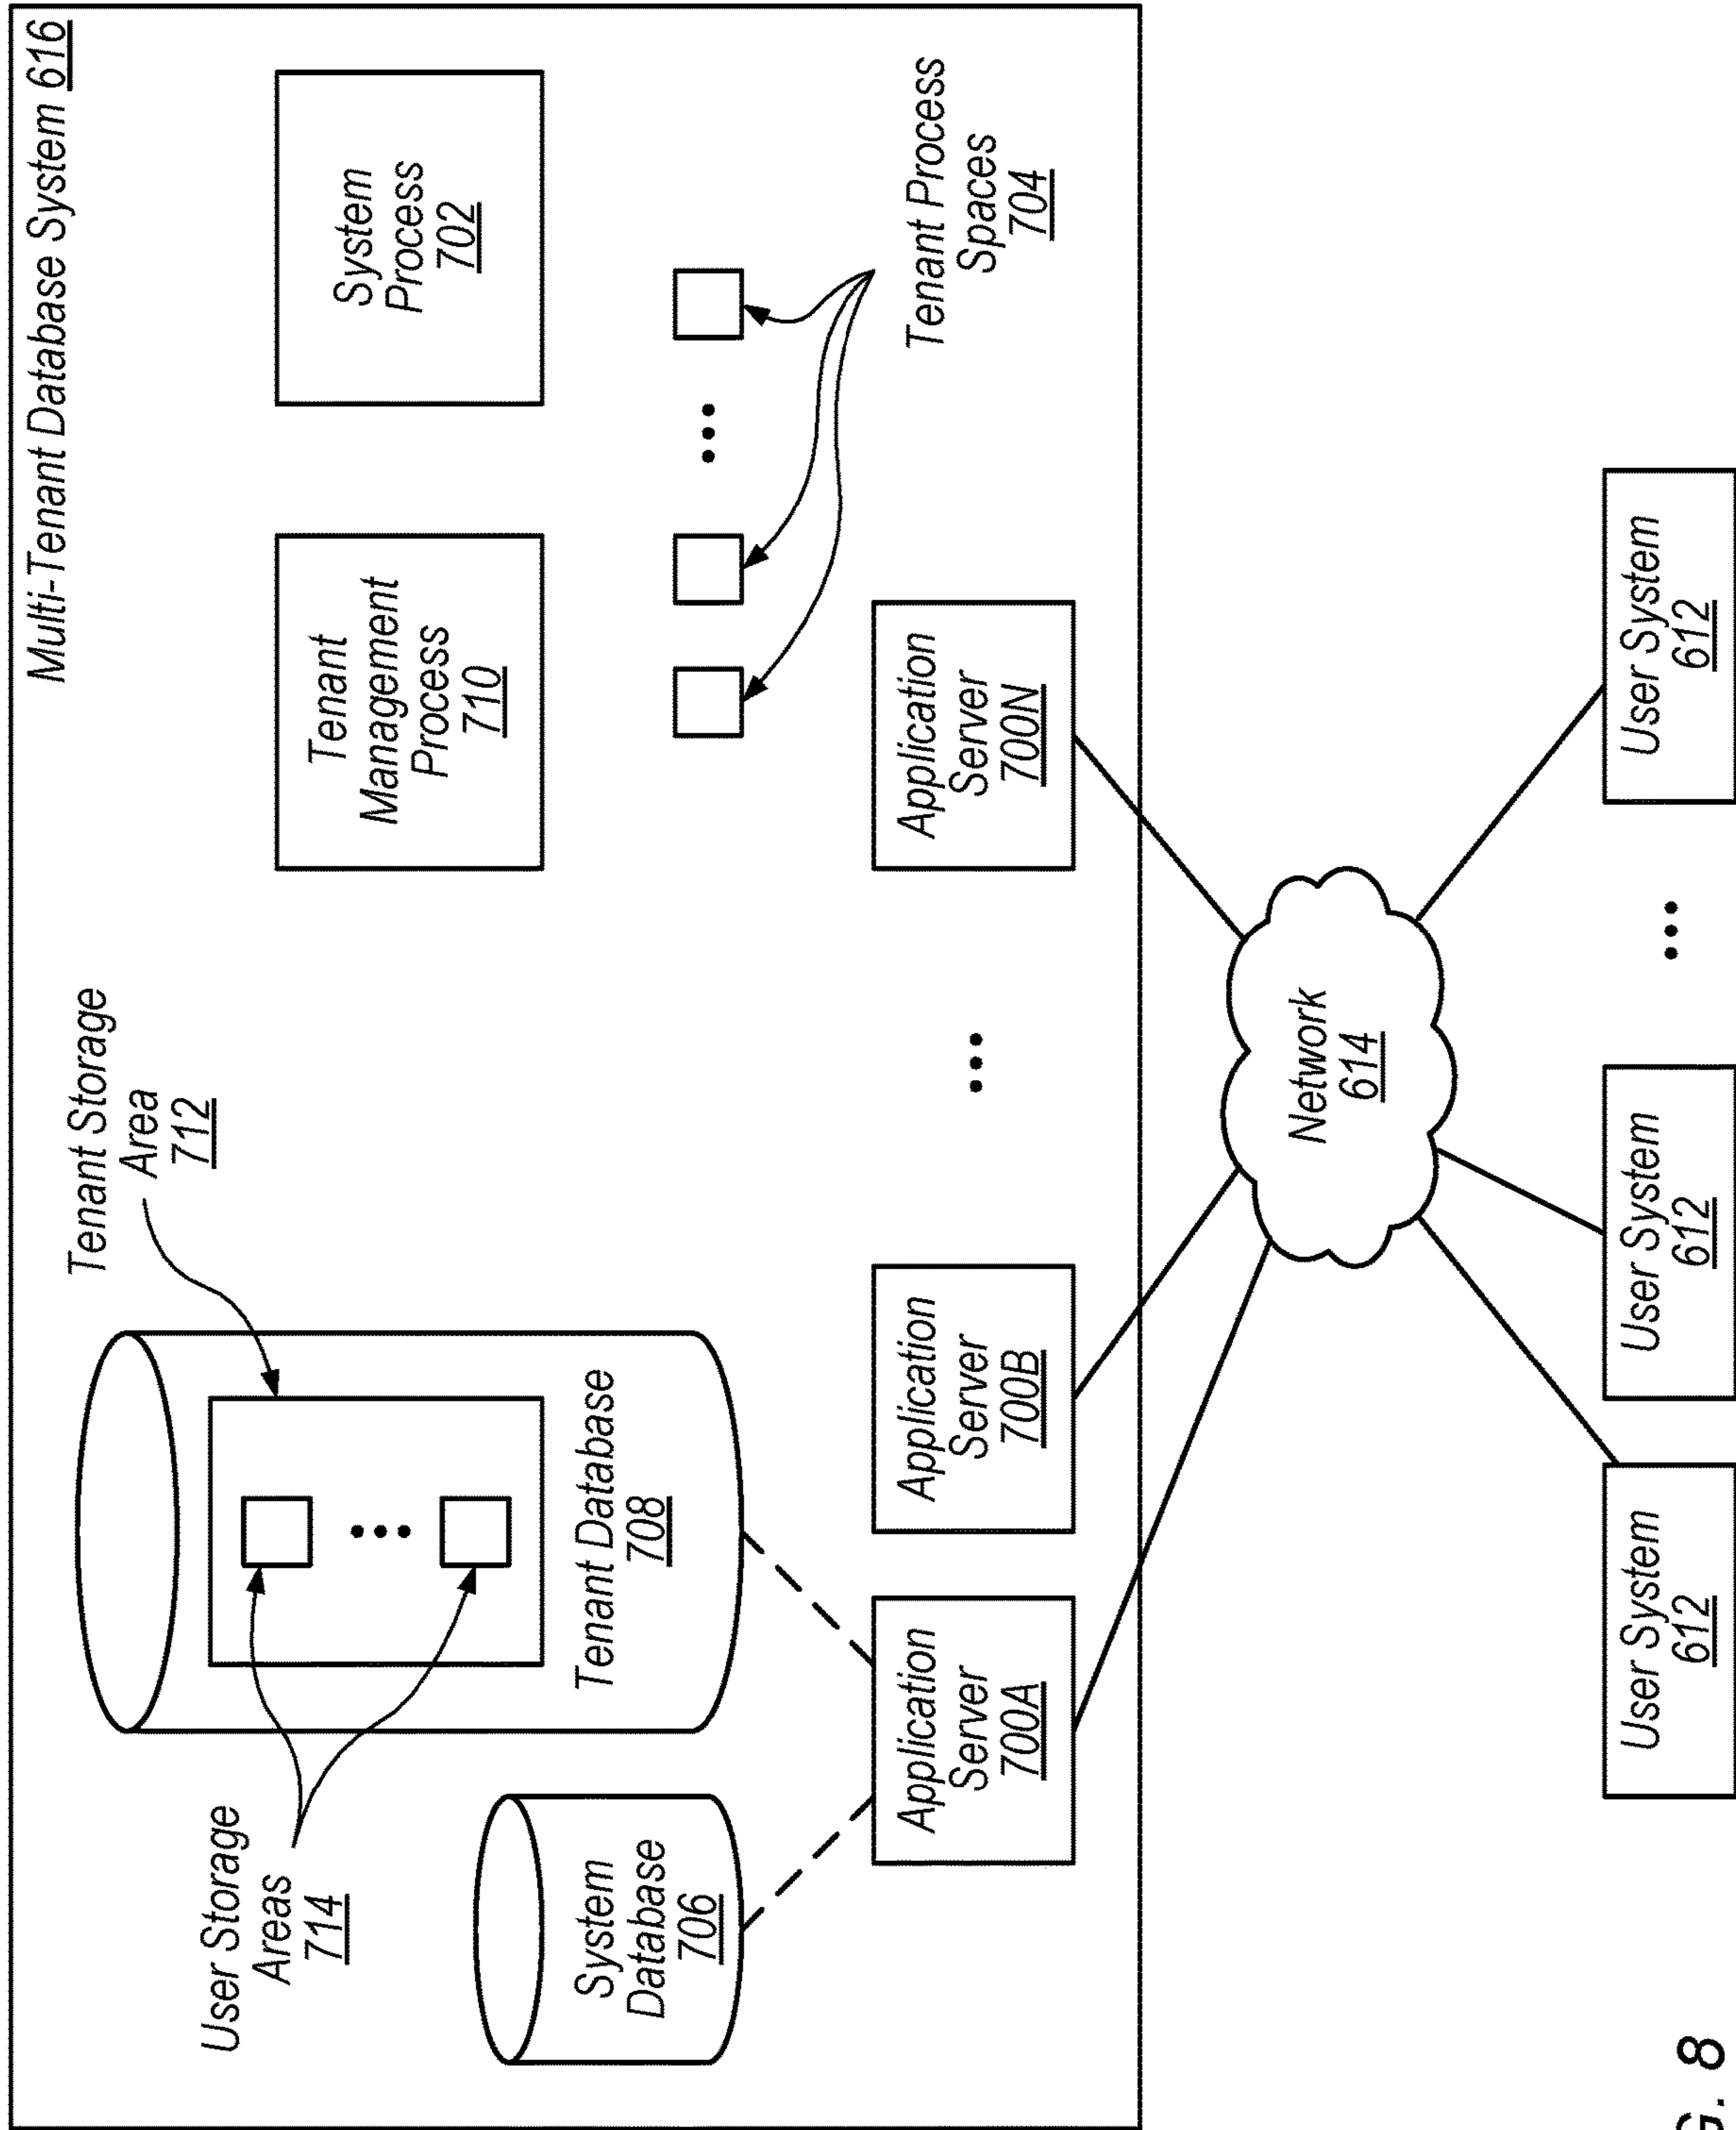 Multi-Tenant Database System 616
Tenant Storage
Area
712
User Storage
Areas
714
Tenant
Management
Process
710
System
Process
702
System
Database
706
Tenant Database
708
Tenant Process
Spaces
704
Application
Server
700A
Application
Server
700B
Application
Server
700N
Network
614
User System
612
User System
612
User System
612
G. 8